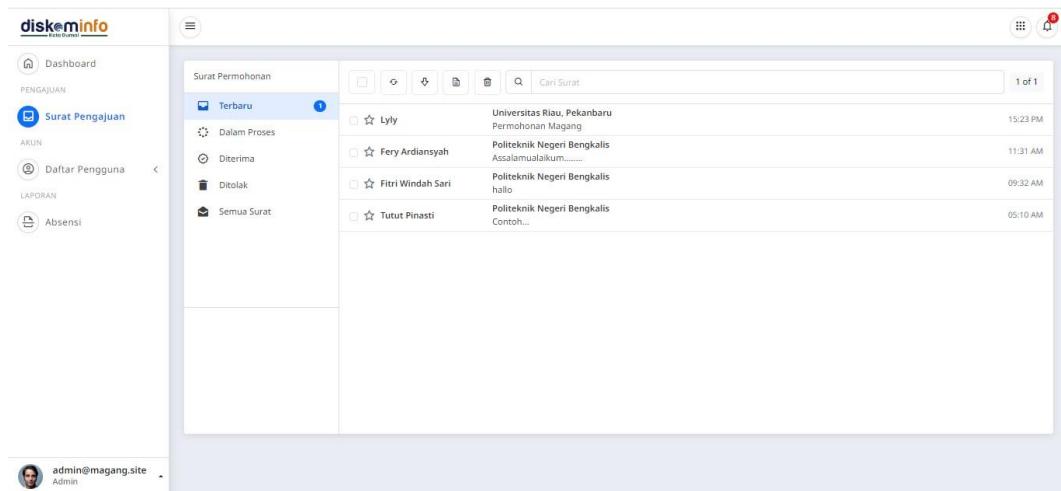 diskominfo
Kota Dumai
8
Dashboard
PENGAJUAN
Surat Pengajuan
AKUN
Daftar Pengguna
LAPORAN
Absensi
admin@magang.site
Admin
Surat Permohonan
Terbaru 1
Dalam Proses
Diterima
Ditolak
Semua Surat
Cari Surat 1 of 1
Lyly Universitas Riau, Pekanbaru 15:23 PM
Permohonan Magang
Fery Ardiansyah Politeknik Negeri Bengkalis 11:31 AM
Assalamualaikum........
Fitri Windah Sari Politeknik Negeri Bengkalis 09:32 AM
hallo
Tutut Pinasti Politeknik Negeri Bengkalis 05:10 AM
Contoh...